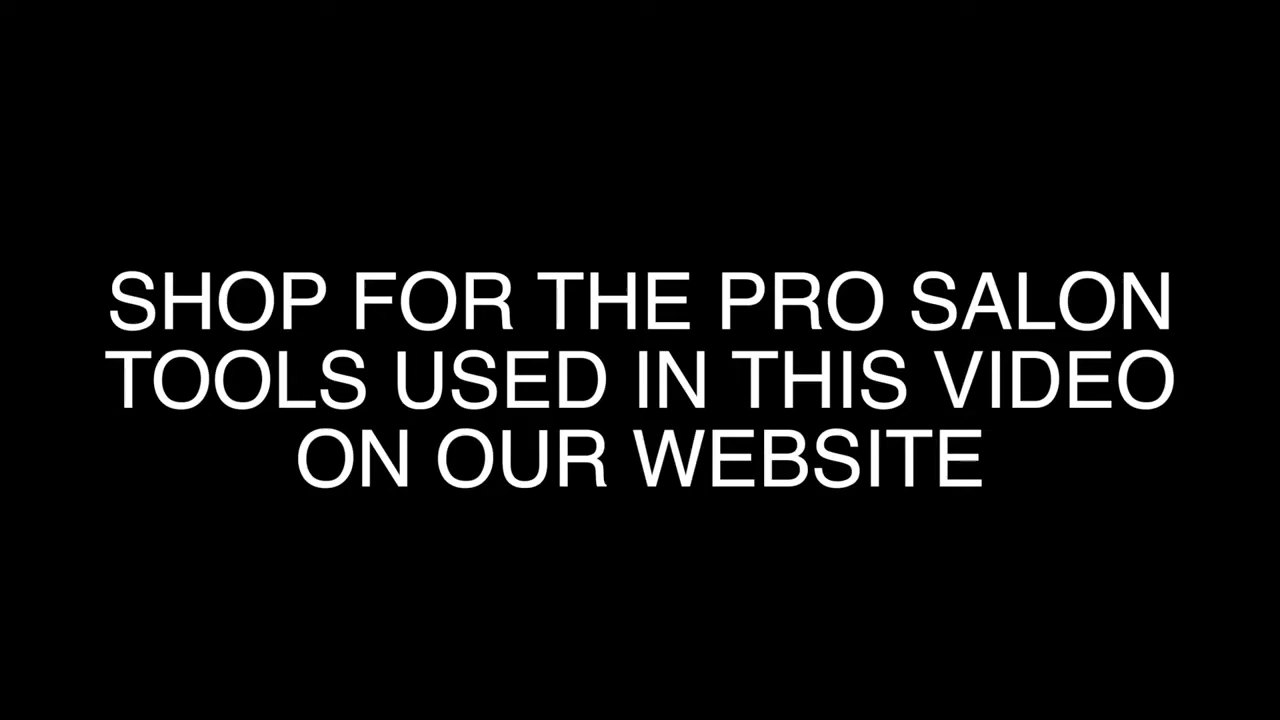 SHOP FOR THE PRO SALON
TOOLS USED IN THIS VIDEO
ON OUR WEBSITE